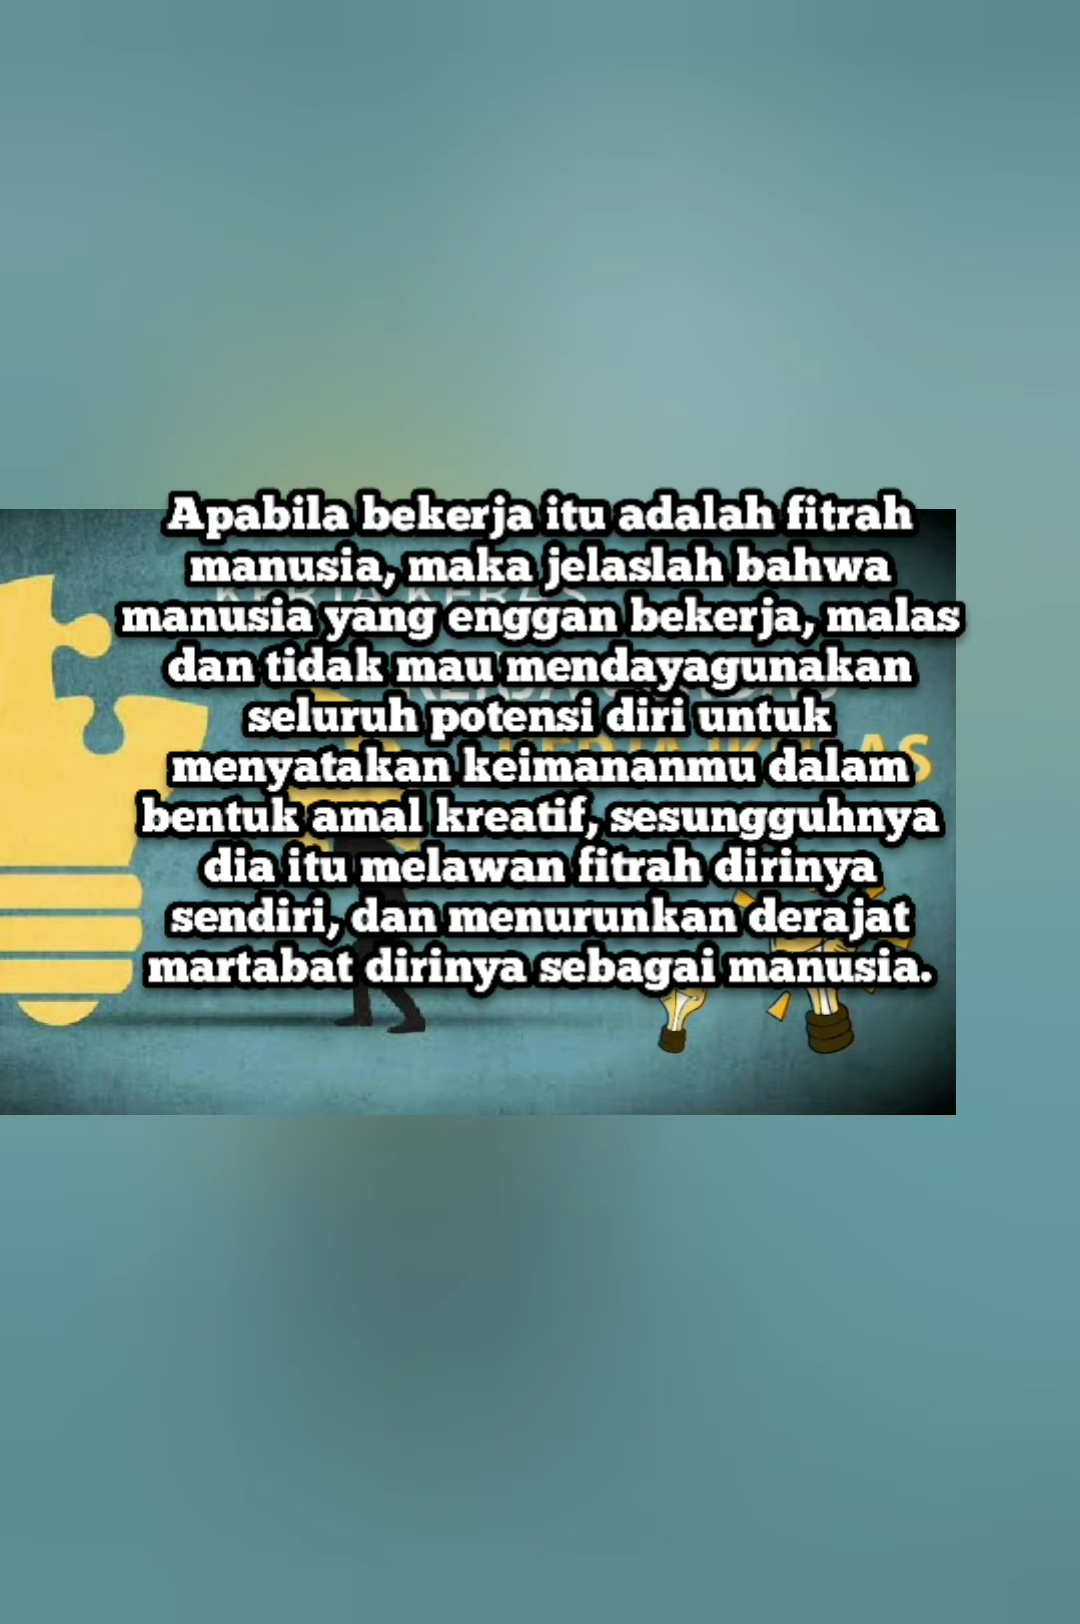 Apabila bekerja itu adalah fitrah
manusia, maka jelaslah bahwa
manusia yang enggan bekerja, malas
dan tidak mau mendayagunakan
seluruh potensi diri untuk
menyatakan keimananmu dalam
bentuk amal kreatif, sesungguhnya
dia itu melawan fitrah dirinya
sendiri, dan menurunkan derajat
martabat dirinya sebagai manusia.
KERJA KERAS